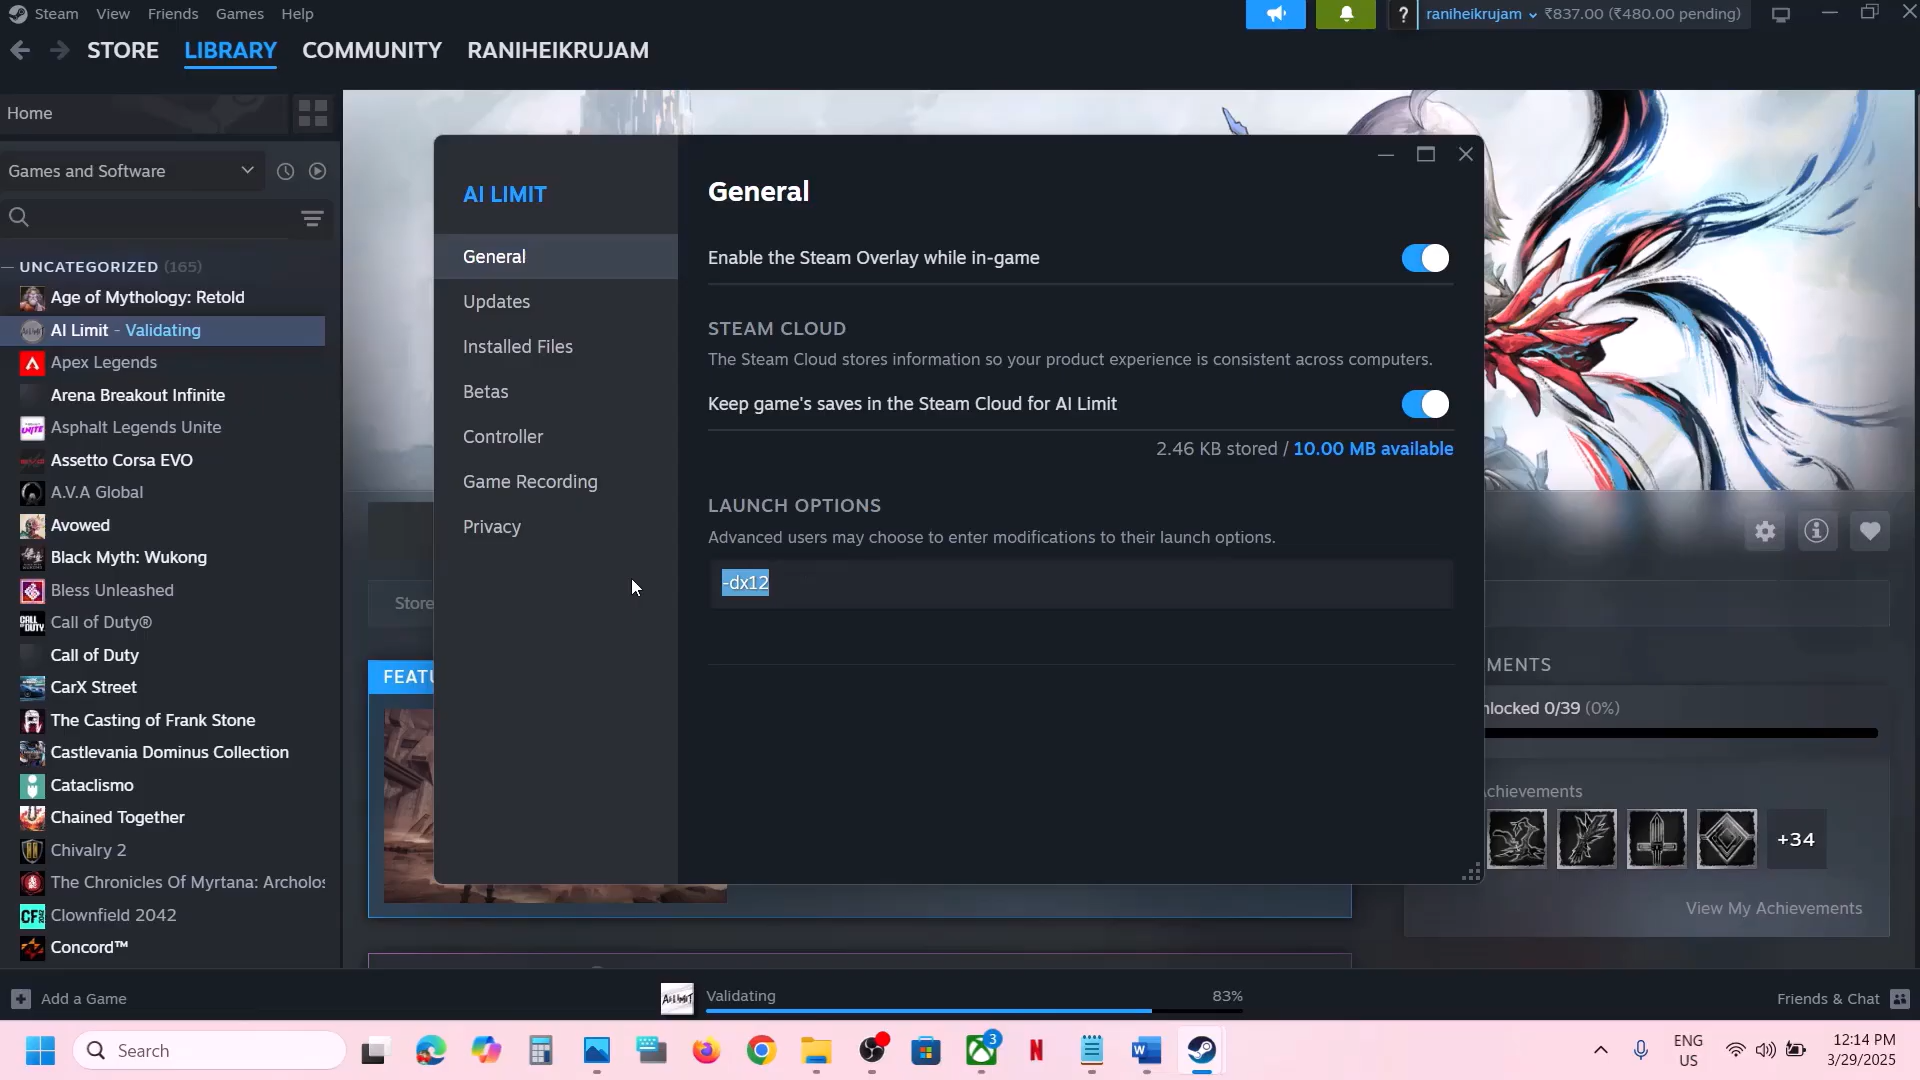 Steam View Friends Games Help
raniheikrujam ₹837.00 (₹480.00 pending)
STORE LIBRARY COMMUNITY RANIHEIKRUJAM
Home
Games and Software
UNCATEGORIZED (165)
Age of Mythology: Retold
AI Limit - Validating
Apex Legends
Arena Breakout Infinite
Asphalt Legends Unite
Assetto Corsa EVO
A.V.A Global
Avowed
Black Myth: Wukong
Bless Unleashed
Call of Duty®
Call of Duty
CarX Street
The Casting of Frank Stone
Castlevania Dominus Collection
Cataclismo
Chained Together
Chivalry 2
The Chronicles Of Myrtana: Archolos
Clownfield 2042
Concord™
Add a Game
AI LIMIT
General
Updates
Installed Files
Betas
Controller
Game Recording
Privacy
General
Enable the Steam Overlay while in-game
STEAM CLOUD
The Steam Cloud stores information so your product experience is consistent across computers.
Keep game's saves in the Steam Cloud for AI Limit
2.46 KB stored / 10.00 MB available
LAUNCH OPTIONS
Advanced users may choose to enter modifications to their launch options.
-dx12
Store
FEATU
MENTS
nlocked 0/39 (0%)
chievements
+34
View My Achievements
Validating 83%
Friends & Chat
Search
3
ENG
US
12:14 PM
3/29/2025